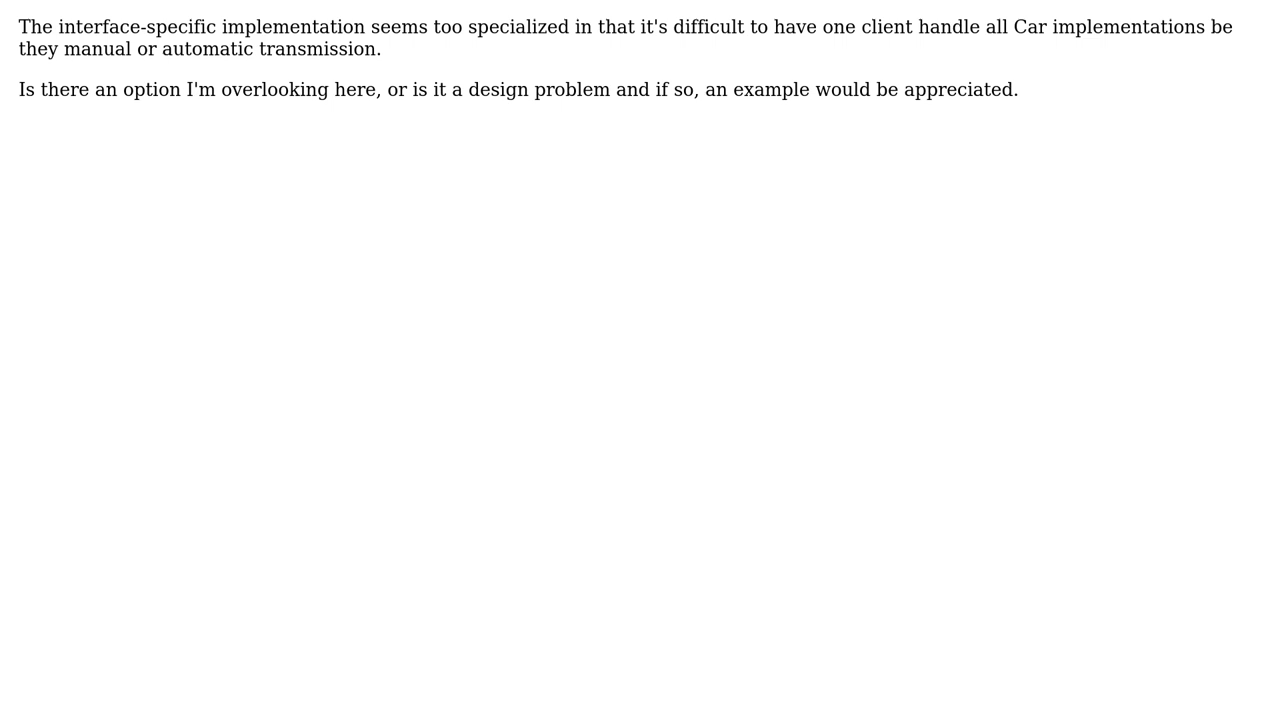 The interface-specific implementation seems too specialized in that it's difficult to have one client handle all Car implementations be
they manual or automatic transmission.
Is there an option I'm overlooking here, or is it a design problem and if so, an example would be appreciated.